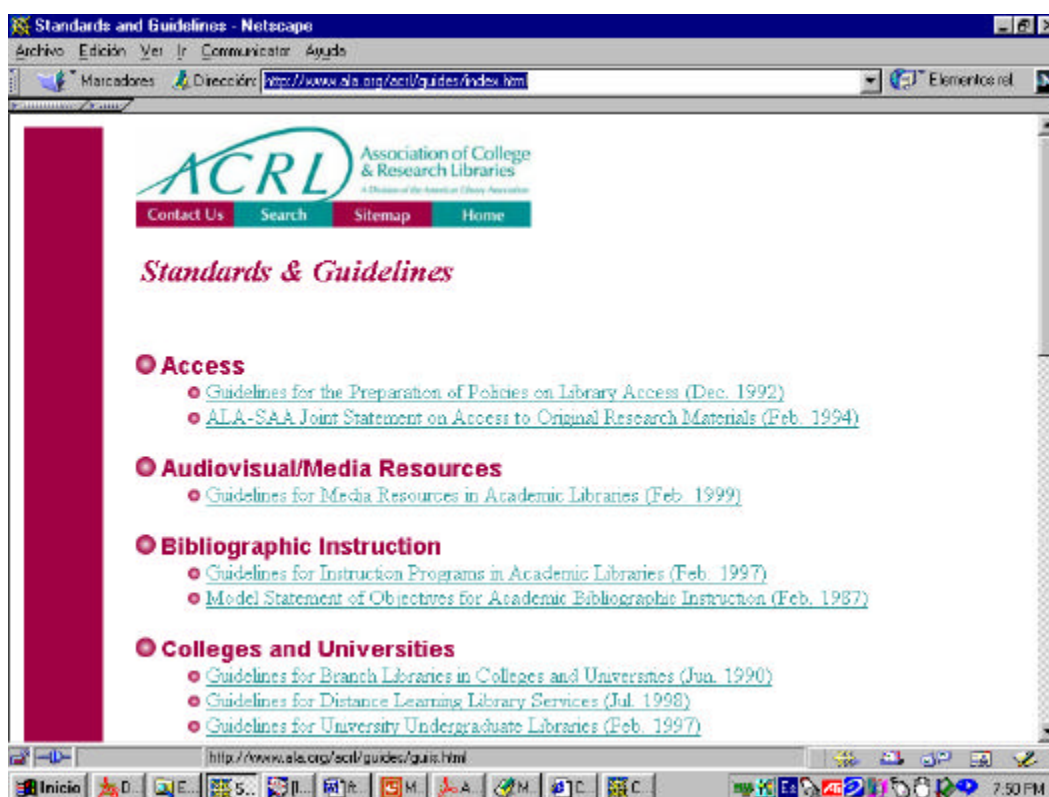 Standards and Guidelines - Netscape
Archivo Edición Ver Ir Communicator Ayuda
Marcadores Dirección: http://www.ala.org/acrl/guides/index.html Elementos rel.
ACRL
Association of College
& Research Libraries
A Division of the American Library Association
Contact Us Search Sitemap Home
Standards & Guidelines
Access
Guidelines for the Preparation of Policies on Library Access (Dec. 1992)
ALA-SAA Joint Statement on Access to Original Research Materials (Feb. 1994)
Audiovisual/Media Resources
Guidelines for Media Resources in Academic Libraries (Feb. 1999)
Bibliographic Instruction
Guidelines for Instruction Programs in Academic Libraries (Feb. 1997)
Model Statement of Objectives for Academic Bibliographic Instruction (Feb. 1987)
Colleges and Universities
Guidelines for Branch Libraries in Colleges and Universities (Jun. 1990)
Guidelines for Distance Learning Library Services (Jul. 1998)
Guidelines for University Undergraduate Libraries (Feb. 1997)
http://www.ala.org/acrl/guides/guis.html
Inicio D... E... S... M... A... M... C... 7:50 PM